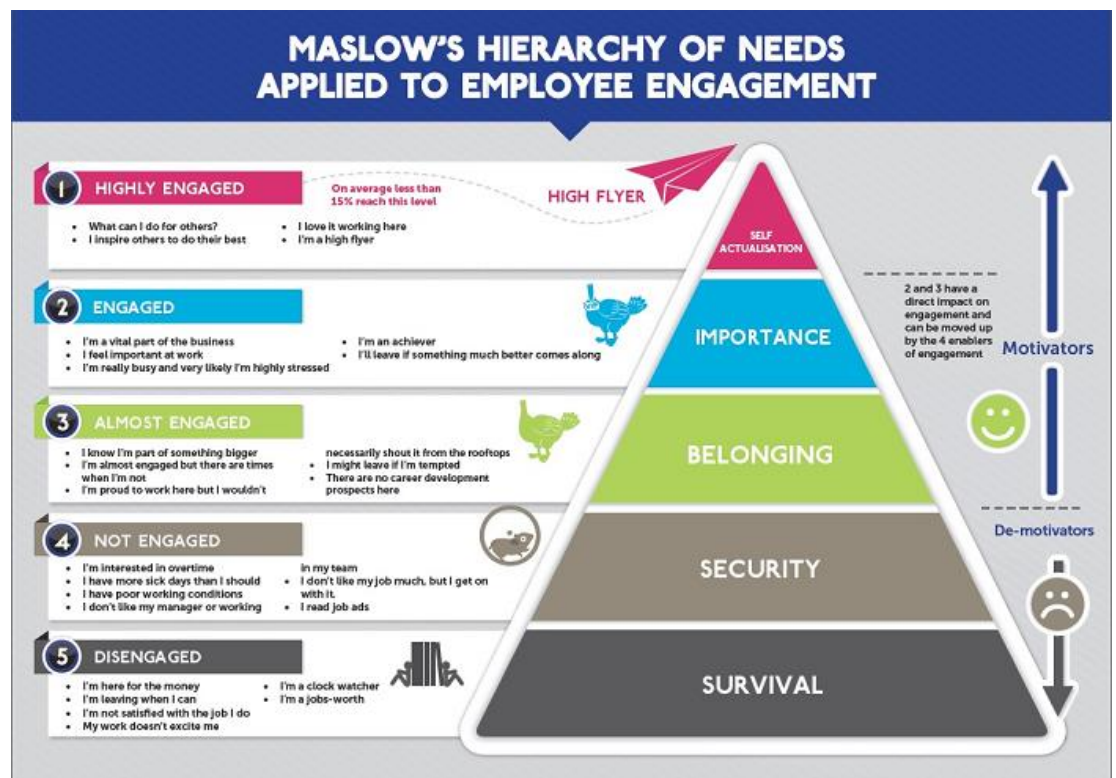 MASLOW'S HIERARCHY OF NEEDS
APPLIED TO EMPLOYEE ENGAGEMENT
1 HIGHLY ENGAGED
On average less than
15% reach this level
HIGH FLYER
• What can I do for others?
• I inspire others to do their best
• I love it working here
• I'm a high flyer
SELF
ACTUALISATION
2 ENGAGED
• I'm a vital part of the business
• I feel important at work
• I'm really busy and very likely I'm highly stressed
• I'm an achiever
• I'll leave if something much better comes along
IMPORTANCE
2 and 3 have a
direct impact on
engagement and
can be moved up
by the 4 enablers
of engagement
Motivators
3 ALMOST ENGAGED
• I know I'm part of something bigger
• I'm almost engaged but there are times
when I'm not
• I'm proud to work here but I wouldn't
necessarily shout it from the rooftops
• I might leave if I'm tempted
• There are no career development
prospects here
BELONGING
De-motivators
4 NOT ENGAGED
• I'm interested in overtime
• I have more sick days than I should
• I have poor working conditions
• I don't like my manager or working
in my team
• I don't like my job much, but I get on
with it.
• I read job ads
SECURITY
5 DISENGAGED
• I'm here for the money
• I'm leaving when I can
• I'm not satisfied with the job I do
• My work doesn't excite me
• I'm a clock watcher
• I'm a jobs-worth
SURVIVAL